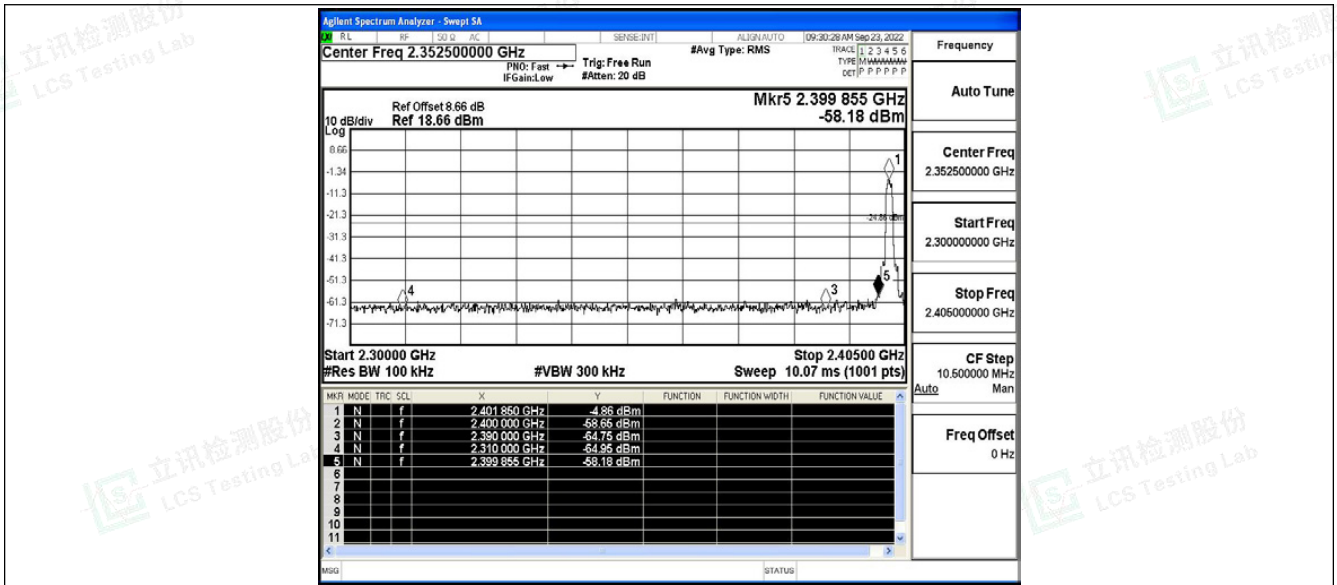 Agilent Spectrum Analyzer - Swept SA
RL RF 50 Ω AC SENSE:INT ALIGNAUTO 09:30:28 AM Sep 23, 2022
Center Freq 2.352500000 GHz #Avg Type: RMS TRACE 1 2 3 4 5 6
PNO: Fast Trig: Free Run TYPE M
IFGain:Low #Atten: 20 dB DET P P P P P P
Mkr5 2.399 855 GHz
Ref Offset 8.66 dB
-58.18 dBm
10 dB/div Ref 18.66 dBm
Log
8.66
1
-1.34
-11.3
-21.3
-24.86 dBm
-31.3
-41.3
-51.3
5
4
3
-61.3
-71.3
Start 2.30000 GHz Stop 2.40500 GHz
#Res BW 100 kHz #VBW 300 kHz Sweep 10.07 ms (1001 pts)
MKR MODE TRC SCL X Y FUNCTION FUNCTION WIDTH FUNCTION VALUE
1 N f 2.401 850 GHz -4.86 dBm
2 N f 2.400 000 GHz -58.65 dBm
3 N f 2.390 000 GHz -64.75 dBm
4 N f 2.310 000 GHz -64.95 dBm
5 N f 2.399 855 GHz -58.18 dBm
6
7
8
9
10
11
MSG STATUS
Frequency
Auto Tune
Center Freq
2.352500000 GHz
Start Freq
2.300000000 GHz
Stop Freq
2.405000000 GHz
CF Step
10.500000 MHz
Auto Man
Freq Offset
0 Hz
立讯检测股份
LCS Testing Lab
立讯检测股份
LCS Testing Lab
立讯检测股份
LCS Testing Lab
立讯检测股份
LCS Testing Lab